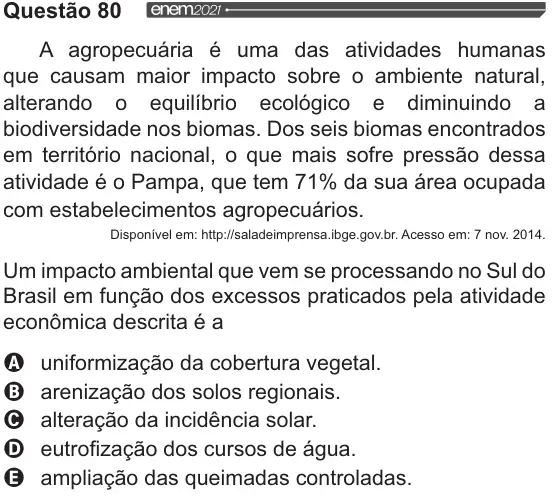 Questão 80 enem2021
A agropecuária é uma das atividades humanas
que causam maior impacto sobre o ambiente natural,
alterando o equilíbrio ecológico e diminuindo a
biodiversidade nos biomas. Dos seis biomas encontrados
em território nacional, o que mais sofre pressão dessa
atividade é o Pampa, que tem 71% da sua área ocupada
com estabelecimentos agropecuários.
Disponível em: http://saladeimprensa.ibge.gov.br. Acesso em: 7 nov. 2014.
Um impacto ambiental que vem se processando no Sul do
Brasil em função dos excessos praticados pela atividade
econômica descrita é a
A uniformização da cobertura vegetal.
B arenização dos solos regionais.
C alteração da incidência solar.
D eutrofização dos cursos de água.
E ampliação das queimadas controladas.